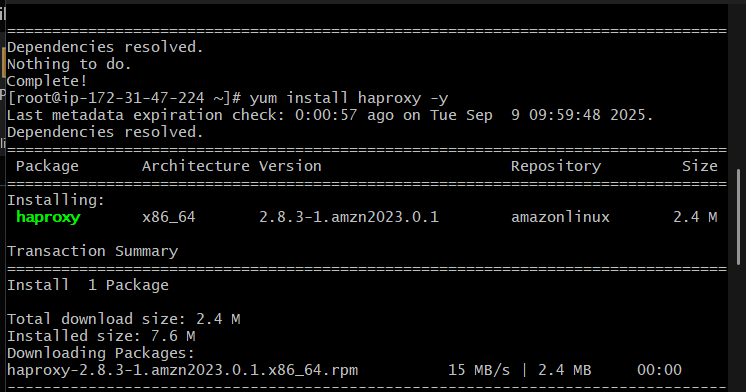 ================================================================================
Dependencies resolved.
Nothing to do.
Complete!
[root@ip-172-31-47-224 ~]# yum install haproxy -y
Last metadata expiration check: 0:00:57 ago on Tue Sep  9 09:59:48 2025.
Dependencies resolved.
================================================================================
 Package       Architecture Version                     Repository        Size
================================================================================
Installing:
 haproxy       x86_64       2.8.3-1.amzn2023.0.1        amazonlinux       2.4 M

Transaction Summary
================================================================================
Install  1 Package

Total download size: 2.4 M
Installed size: 7.6 M
Downloading Packages:
haproxy-2.8.3-1.amzn2023.0.1.x86_64.rpm          15 MB/s | 2.4 MB     00:00
================================================================================